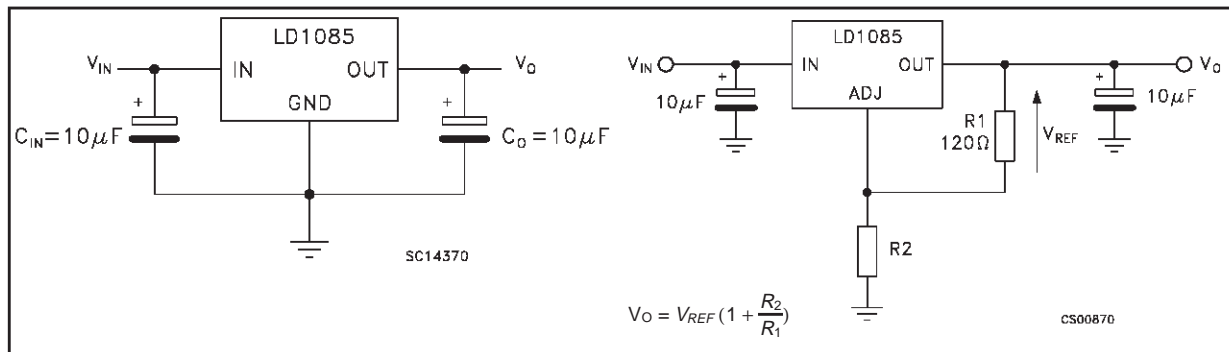 LD1085
V_IN
IN
OUT
V_O
GND
+
+
C_IN=10μF
C_O=10μF
SC14370
LD1085
V_IN
IN
OUT
V_O
+
+
10μF
ADJ
10μF
R1
120Ω
V_REF
R2
V_O = V_REF(1 + R_2/R_1)
CS00870